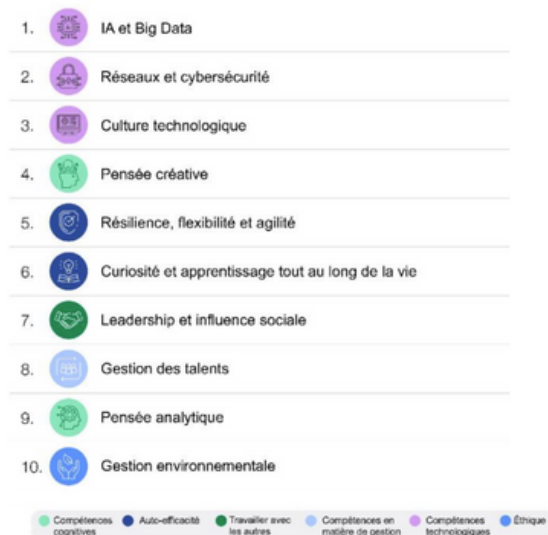 1. IA et Big Data
2. Réseaux et cybersécurité
3. Culture technologique
4. Pensée créative
5. Résilience, flexibilité et agilité
6. Curiosité et apprentissage tout au long de la vie
7. Leadership et influence sociale
8. Gestion des talents
9. Pensée analytique
10. Gestion environnementale
Compétences cognitives
Auto-efficacité
Travailler avec les autres
Compétences en matière de gestion
Compétences technologiques
Éthique